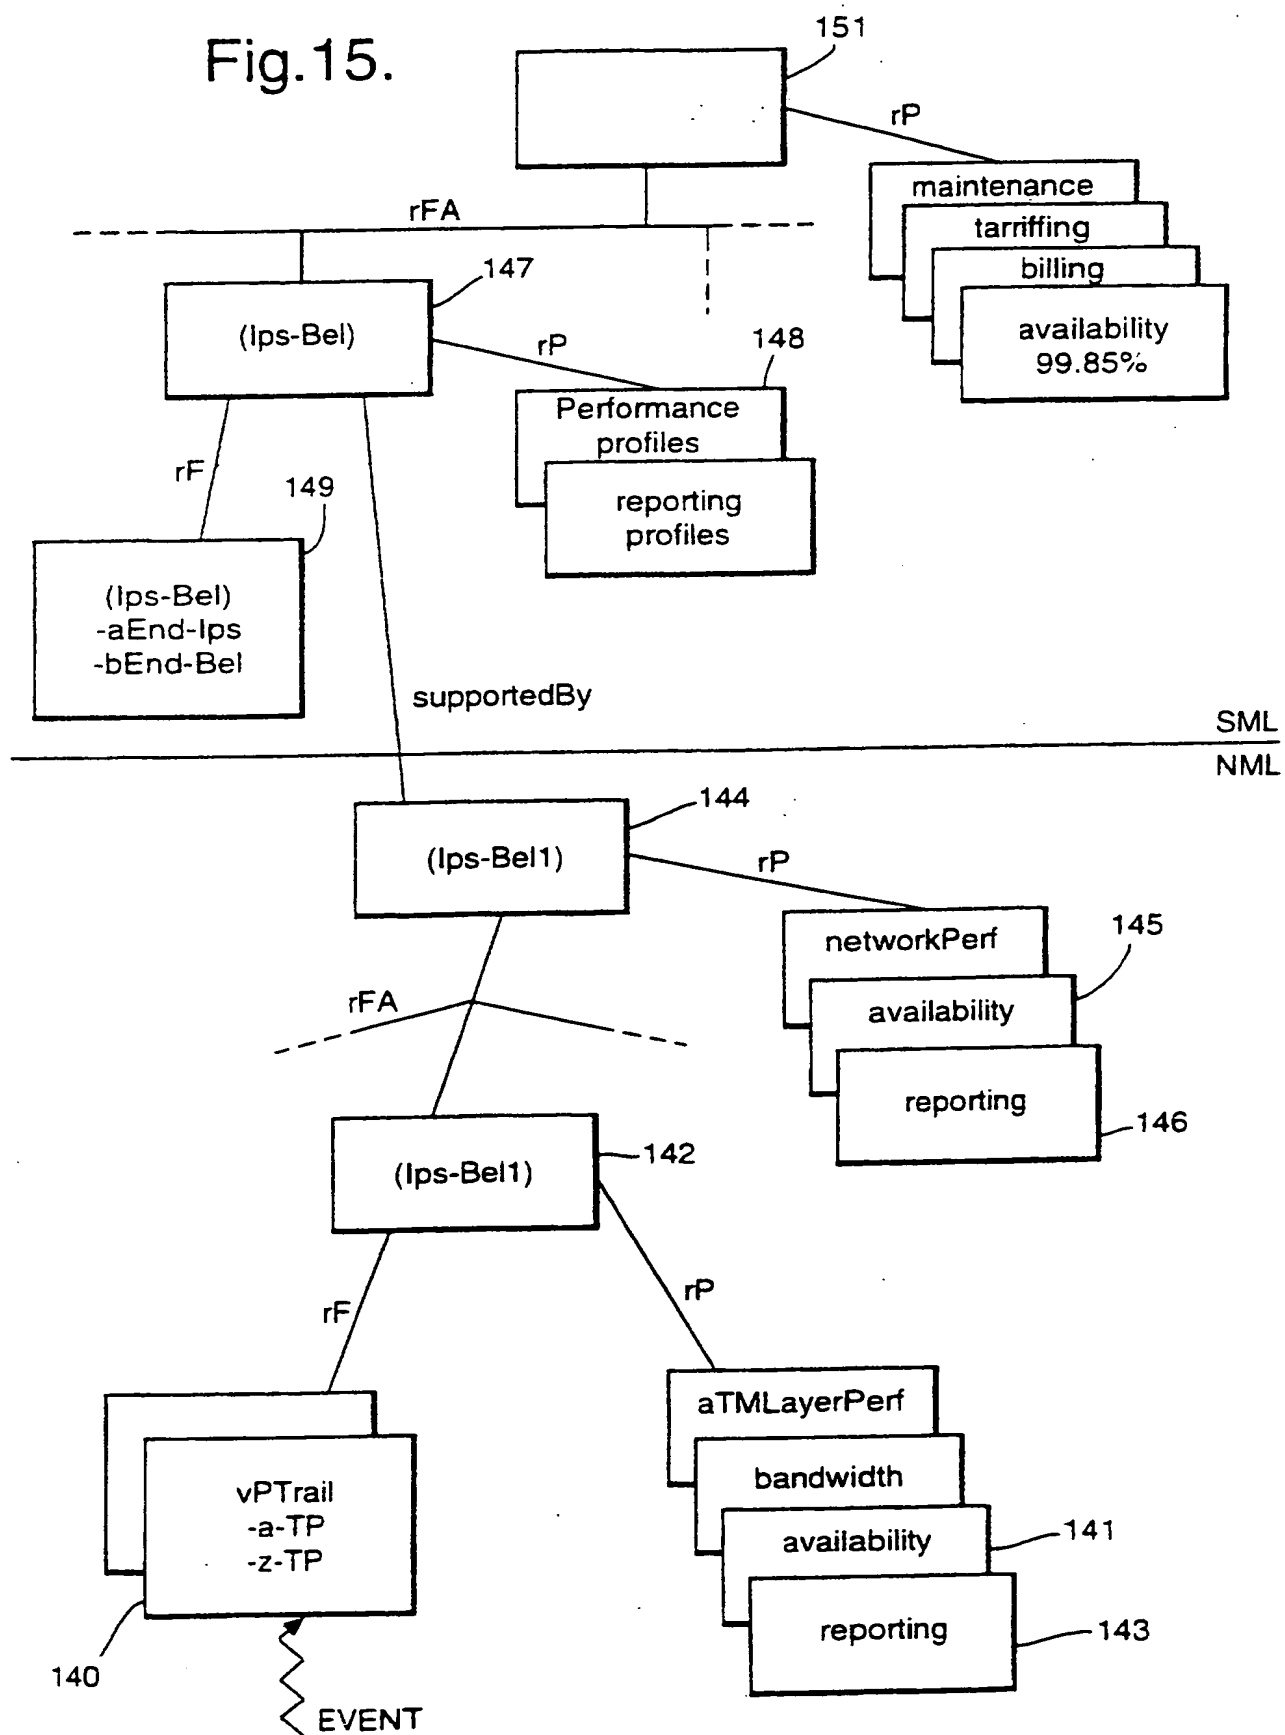 Fig.15.
151
rP
maintenance
tarriffing
billing
availability
99.85%
rFA
147
(Ips-Bel)
rP
148
Performance
profiles
reporting
profiles
rF
149
(Ips-Bel)
-aEnd-Ips
-bEnd-Bel
supportedBy
SML
NML
144
(Ips-Bel1)
rP
networkPerf
145
availability
reporting
146
rFA
142
(Ips-Bel1)
rF
rP
aTMLayerPerf
bandwidth
availability
141
reporting
143
vPTrail
-a-TP
-z-TP
140
EVENT